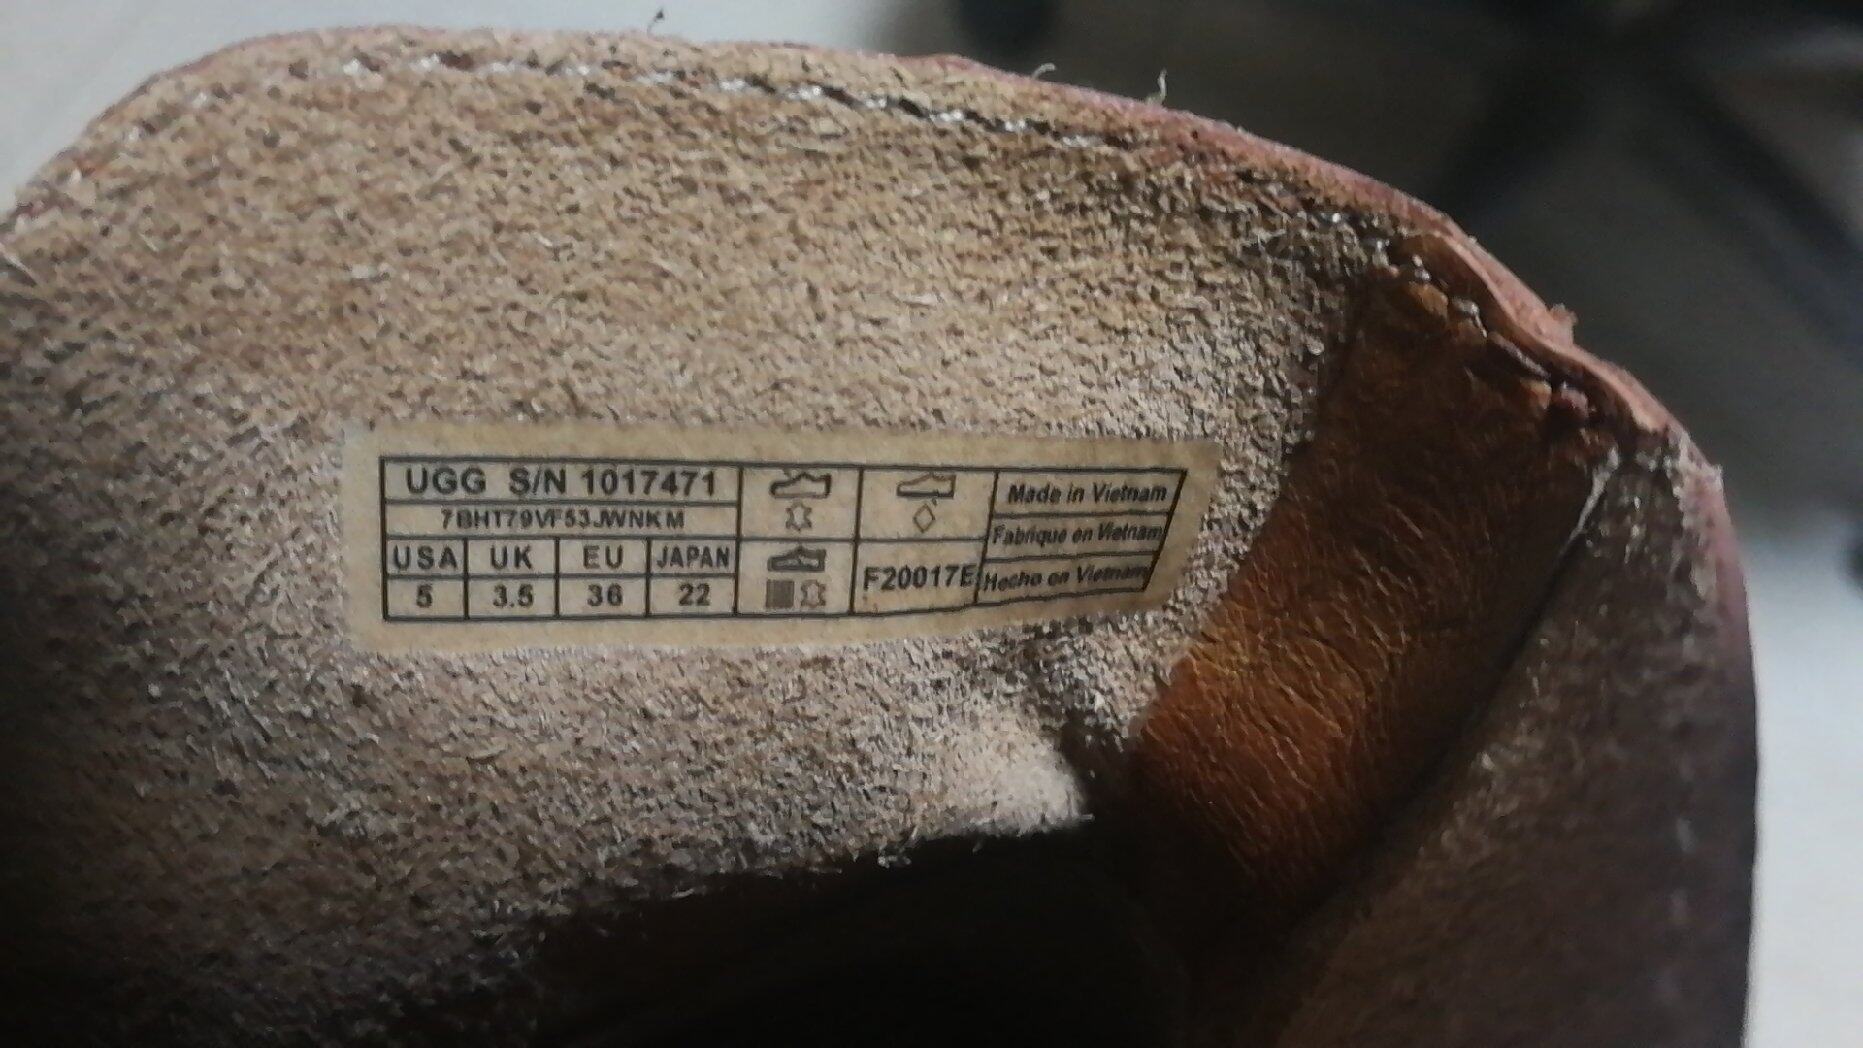 UGG S/N 1017471
7BHT79VF53JWNKM
USA UK EU JAPAN
5 3.5 36 22
F20017E
Made in Vietnam
Fabrique en Vietnam
Hecho en Vietnam